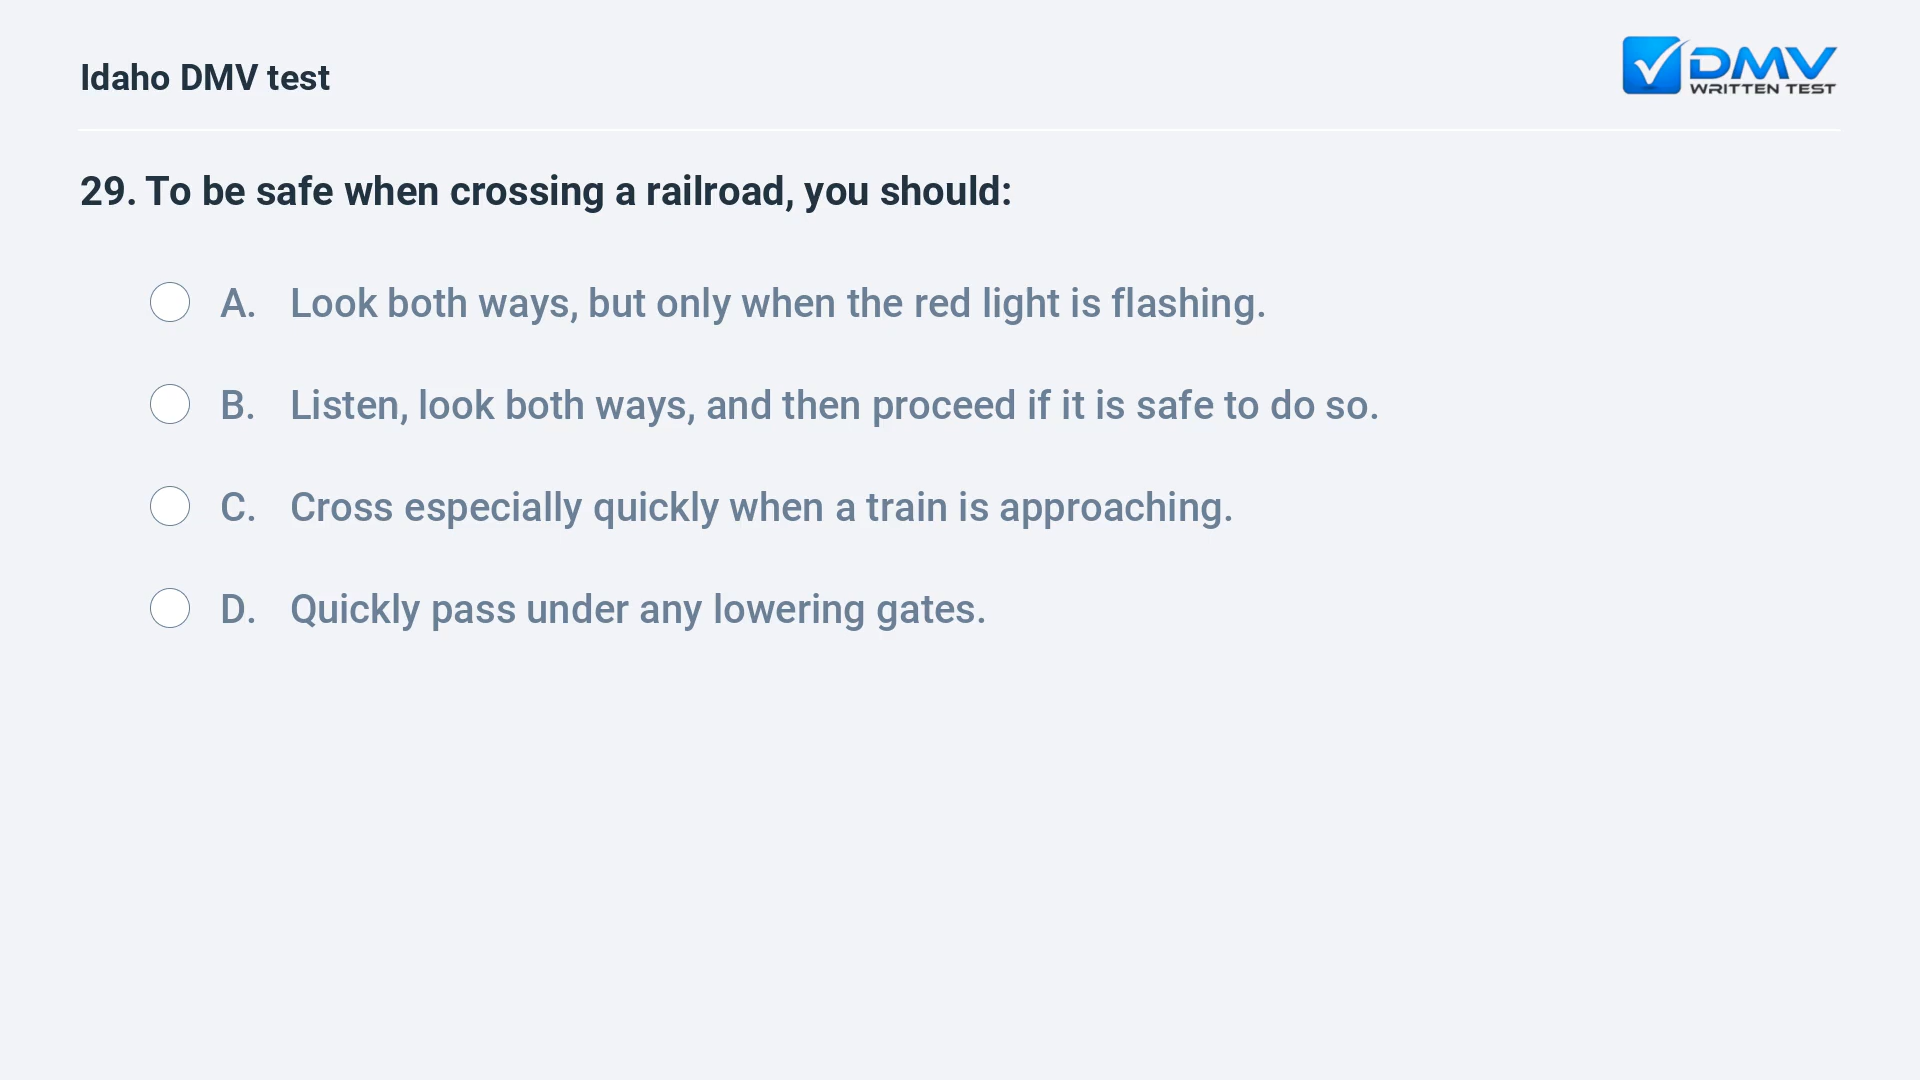 Idaho DMV test
DMV
WRITTEN TEST
29. To be safe when crossing a railroad, you should:
A. Look both ways, but only when the red light is flashing.
B. Listen, look both ways, and then proceed if it is safe to do so.
C. Cross especially quickly when a train is approaching.
D. Quickly pass under any lowering gates.